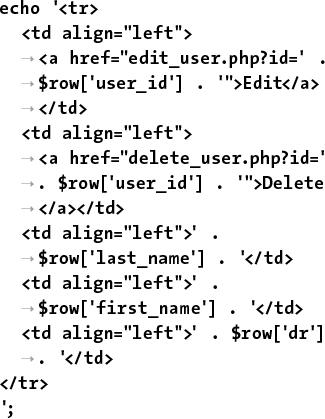 echo '<tr>
<td align="left">
→<a href="edit_user.php?id=' .
→$row['user_id'] . '">Edit</a>
→</td>
<td align="left">
→<a href="delete_user.php?id='
→. $row['user_id'] . '">Delete
→</a></td>
<td align="left">' .
→$row['last_name'] . '</td>
<td align="left">' .
→$row['first_name'] . '</td>
<td align="left">' . $row['dr']
→. '</td>
</tr>
';